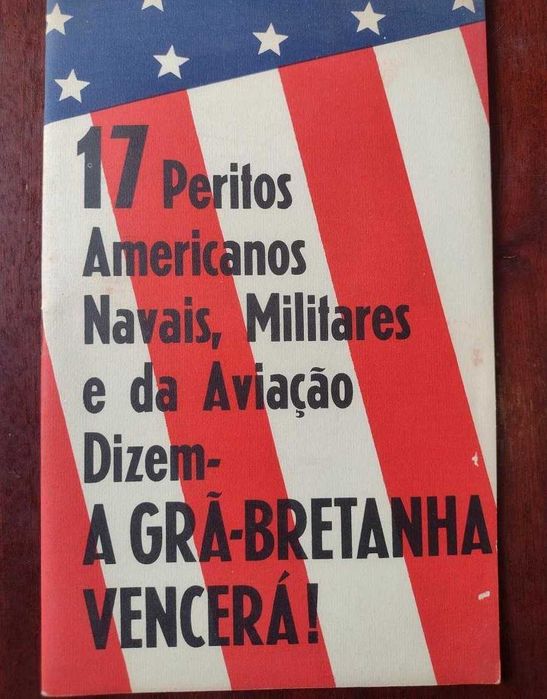 17 Peritos
Americanos
Navais, Militares
e da Aviação
Dizem-
A GRÃ-BRETANHA
VENCERÁ!